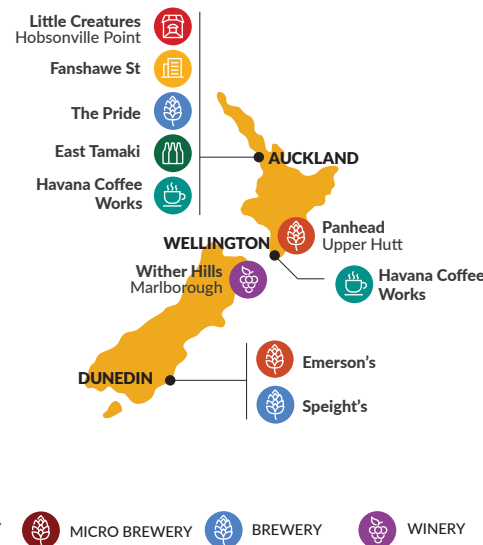 Little Creatures
Hobsonville Point
Fanshawe St
The Pride
East Tamaki
Havana Coffee
Works
AUCKLAND
Panhead
Upper Hutt
WELLINGTON
Wither Hills
Marlborough
Havana Coffee
Works
Emerson's
DUNEDIN
Speight's
MICRO BREWERY
BREWERY
WINERY